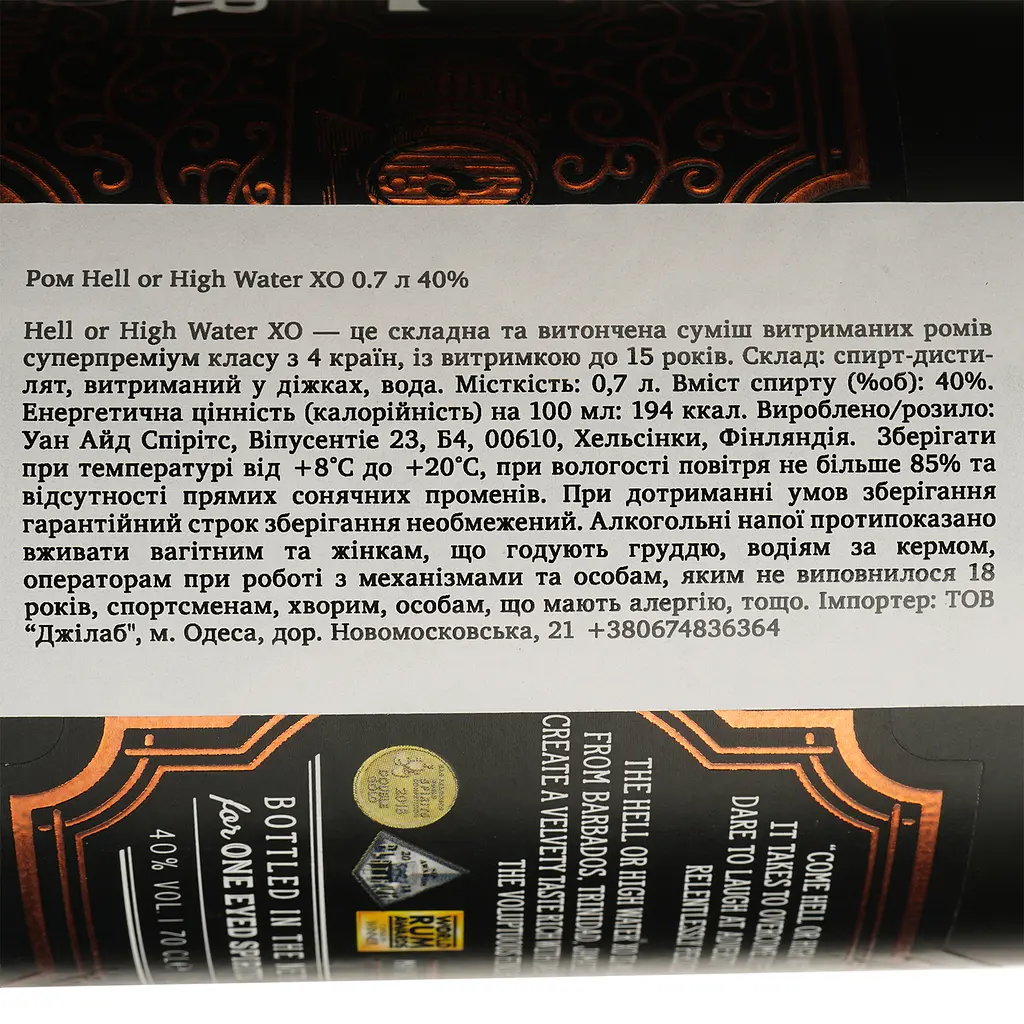 Ром Hell or High Water XO 0.7 л 40%
Hell or High Water XO — це складна та витончена суміш витриманих ромів
суперпреміум класу з 4 країн, із витримкою до 15 років. Склад: спирт-дисти-
лят, витриманий у діжках, вода. Місткість: 0,7 л. Вміст спирту (%об): 40%.
Енергетична цінність (калорійність) на 100 мл: 194 ккал. Вироблено/розило:
Уан Айд Спірітс, Віпусентіе 23, Б4, 00610, Хельсінки, Фінляндія. Зберігати
при температурі від +8°С до +20°С, при вологості повітря не більше 85% та
відсутності прямих сонячних променів. При дотриманні умов зберігання
гарантійний строк зберігання необмежений. Алкогольні напої протипоказано
вживати вагітним та жінкам, що годують груддю, водіям за кермом,
операторам при роботі з механізмами та особам, яким не виповнилося 18
років, спортсменам, хворим, особам, що мають алергію, тощо. Імпортер: ТОВ
“Джілаб", м. Одеса, дор. Новомосковська, 21 +380674836364
“COME HELL OR
IT TAKES TO
DARE TO LAUGH AT
RELENTLESSLY
THE HELL OR HIGH WATER
FROM BARBADOS, TRINIDAD,
CREATE A VELVETY TASTE RICH WITH
THE VOLUPTUOUS
DOUBLE
GOLD
2018
WORLD
RUM
AWARDS
BOTTLED IN THE
for ONE EYED
40% VOL. | 70 CL